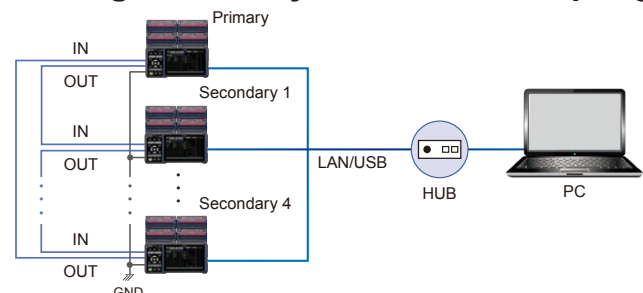 Primary
IN
OUT
Secondary 1
IN
OUT
LAN/USB
HUB
PC
Secondary 4
IN
OUT
GND